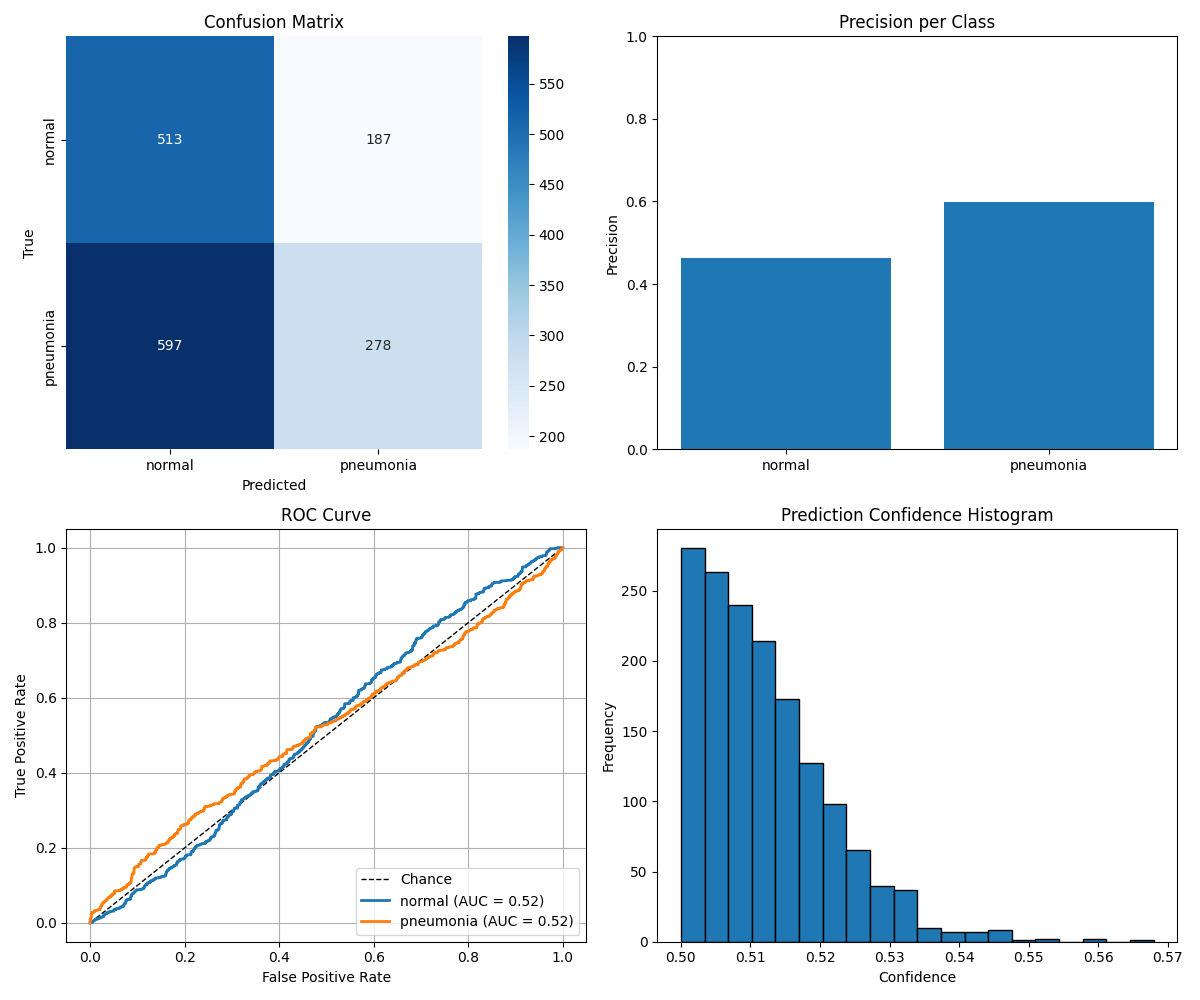 Confusion Matrix
True
normal
pneumonia
513
187
597
278
normal
pneumonia
Predicted
550
500
450
400
350
300
250
200
Precision per Class
Precision
1.0
0.8
0.6
0.4
0.2
0.0
normal
pneumonia
ROC Curve
True Positive Rate
1.0
0.8
0.6
0.4
0.2
0.0
Chance
normal (AUC = 0.52)
pneumonia (AUC = 0.52)
0.0
0.2
0.4
0.6
0.8
1.0
False Positive Rate
Prediction Confidence Histogram
Frequency
250
200
150
100
50
0
0.50
0.51
0.52
0.53
0.54
0.55
0.56
0.57
Confidence